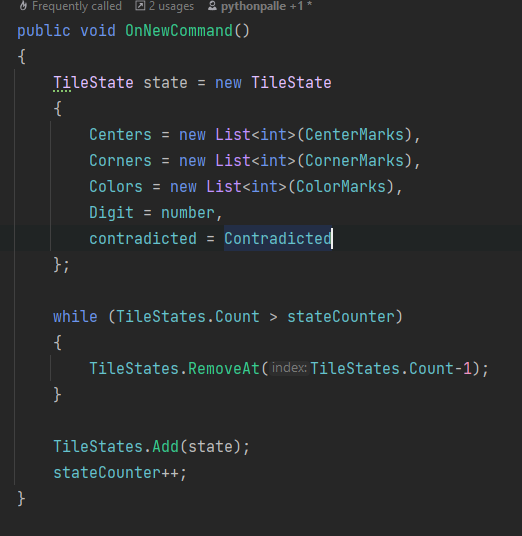 Frequently called 2 usages pythonpalle +1 *
public void OnNewCommand()
{
    TileState state = new TileState
    {
        Centers = new List<int>(CenterMarks),
        Corners = new List<int>(CornerMarks),
        Colors = new List<int>(ColorMarks),
        Digit = number,
        contradicted = Contradicted
    };

    while (TileStates.Count > stateCounter)
    {
        TileStates.RemoveAt(index: TileStates.Count-1);
    }

    TileStates.Add(state);
    stateCounter++;
}